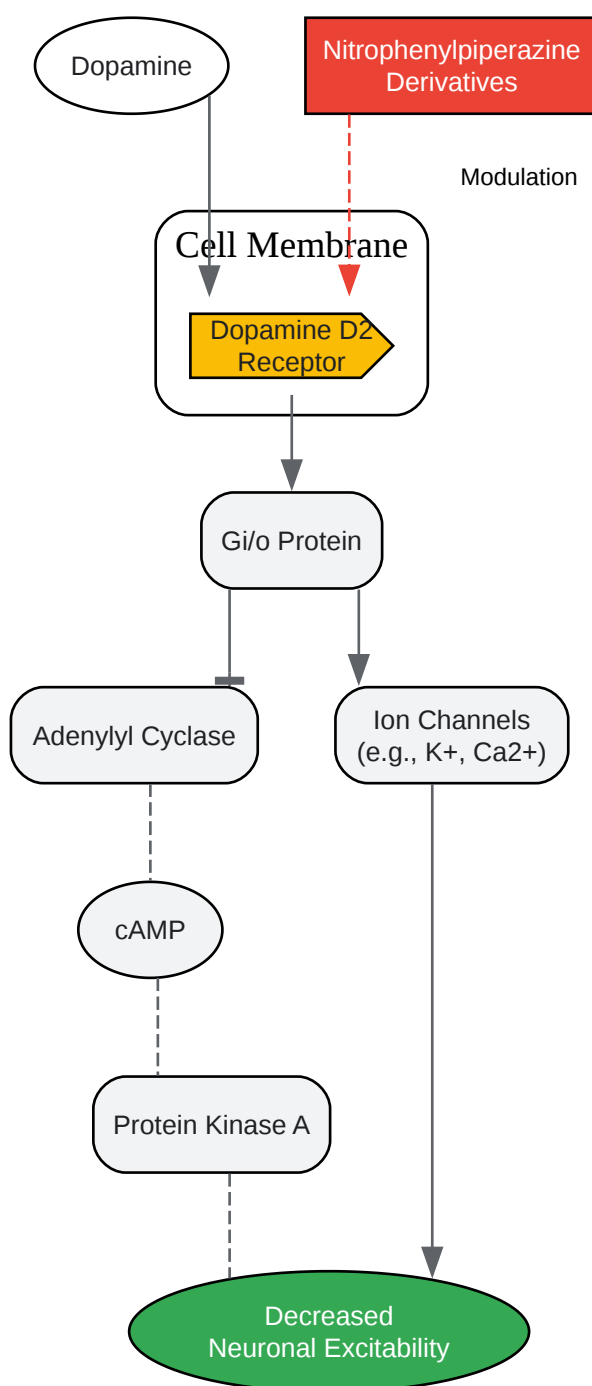 Dopamine
Nitrophenylpiperazine
Derivatives
Modulation
Cell Membrane
Dopamine D2
Receptor
Gi/o Protein
Adenylyl Cyclase
Ion Channels
(e.g., K+, Ca2+)
cAMP
Protein Kinase A
Decreased
Neuronal Excitability